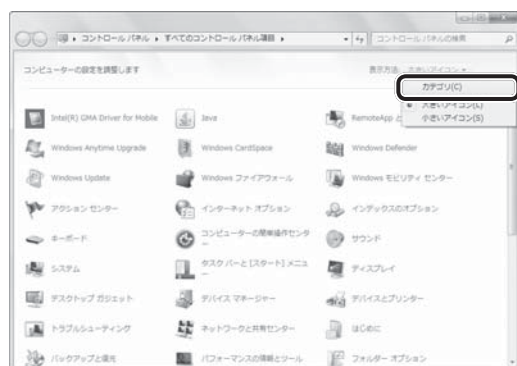 コントロール パネル ▸ すべてのコントロール パネル項目 ▸
コントロール パネルの検索
コンピューターの設定を調整します
表示方法: 大きいアイコン
カテゴリ(C)
大きいアイコン(L)
小さいアイコン(S)
Intel(R) GMA Driver for Mobile
Java
RemoteApp と
Windows Anytime Upgrade
Windows CardSpace
Windows Defender
Windows Update
Windows ファイアウォール
Windows モビリティ センター
アクション センター
インターネット オプション
インデックスのオプション
キーボード
コンピューターの簡単操作センタ
ー
サウンド
システム
タスク バーと [スタート] メニュ
ー
ディスプレイ
デスクトップ ガジェット
デバイス マネージャー
デバイスとプリンター
トラブルシューティング
ネットワークと共有センター
はじめに
バックアップと復元
パフォーマンスの情報とツール
フォルダー オプション